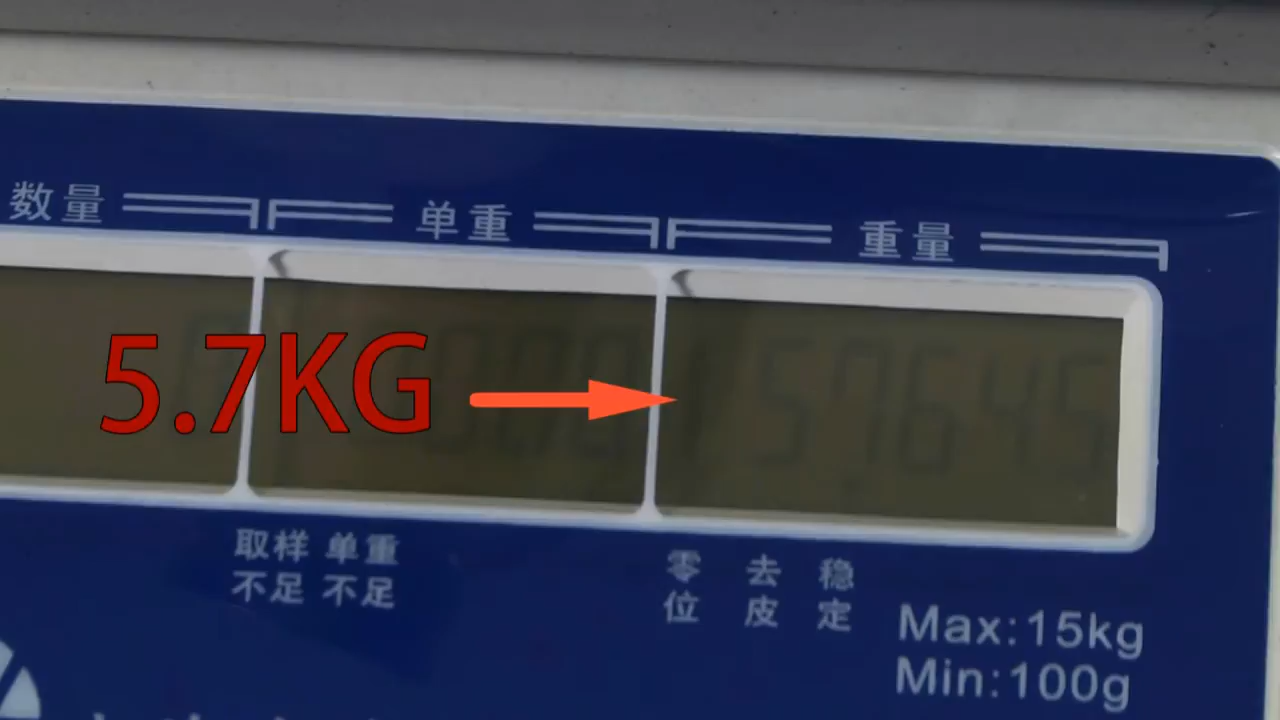 数量 单重 重量
5.7KG
57645
取样 单重
不足 不足
零 去 稳
位 皮 定
Max:15kg
Min:100g